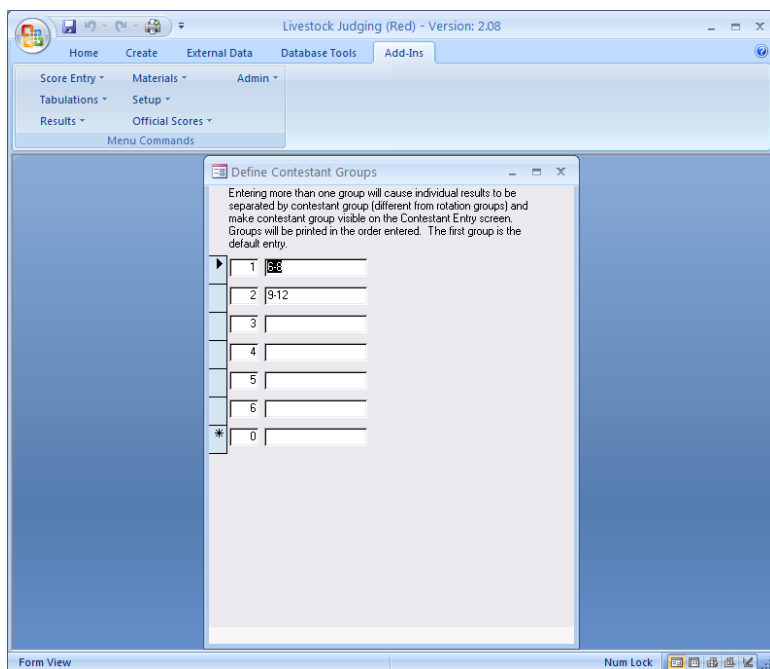 Livestock Judging (Red) - Version: 2.08
Home Create External Data Database Tools Add-Ins
Score Entry Materials Admin
Tabulations Setup
Results Official Scores
Menu Commands
Define Contestant Groups
Entering more than one group will cause individual results to be
separated by contestant group (different from rotation groups) and
make contestant group visible on the Contestant Entry screen.
Groups will be printed in the order entered. The first group is the
default entry.
1 6-8
2 9-12
3
4
5
6
* 0
Form View Num Lock